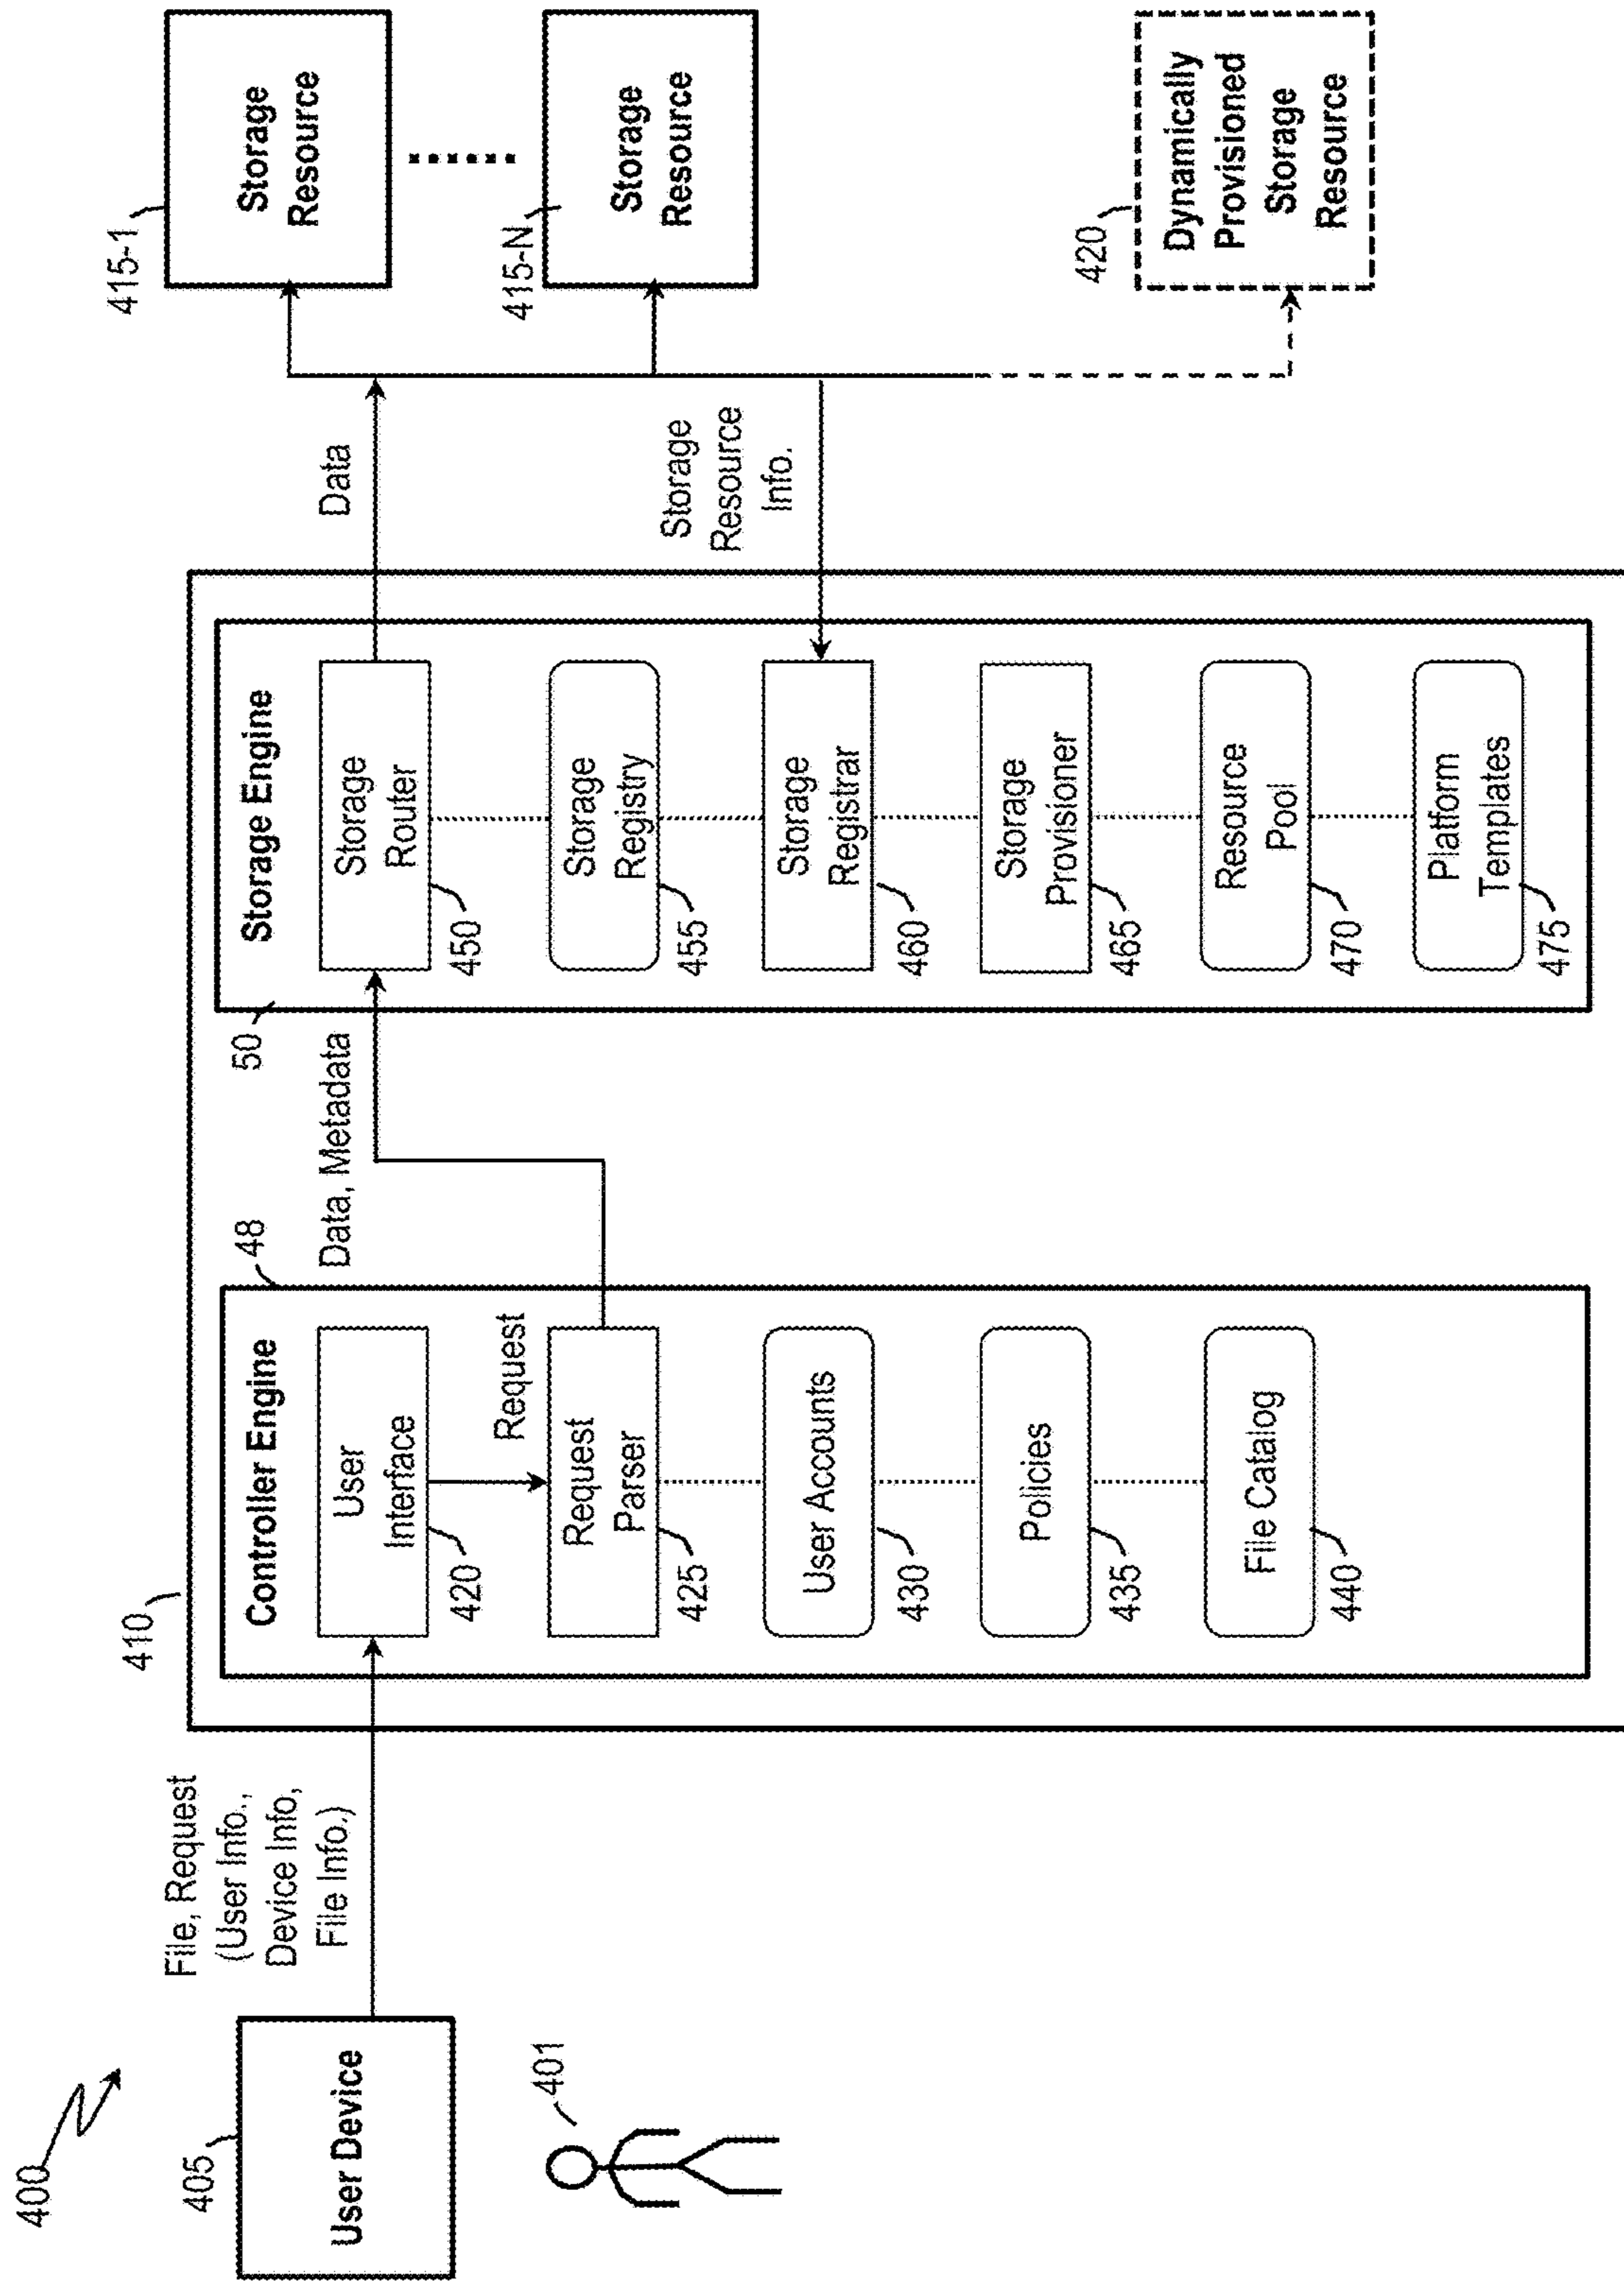 400
405
User Device
401
File, Request
(User Info.,
Device Info,
File Info.)
410
48
Controller Engine
User
Interface
420
Request
Request
Parser
425
User Accounts
430
Policies
435
File Catalog
440
Data, Metadata
50
Storage Engine
Storage
Router
450
Storage
Registry
455
Storage
Registrar
460
Storage
Provisioner
465
Resource
Pool
470
Platform
Templates
475
Data
Storage
Resource
Info.
415-1
Storage
Resource
415-N
Storage
Resource
420
Dynamically
Provisioned
Storage
Resource